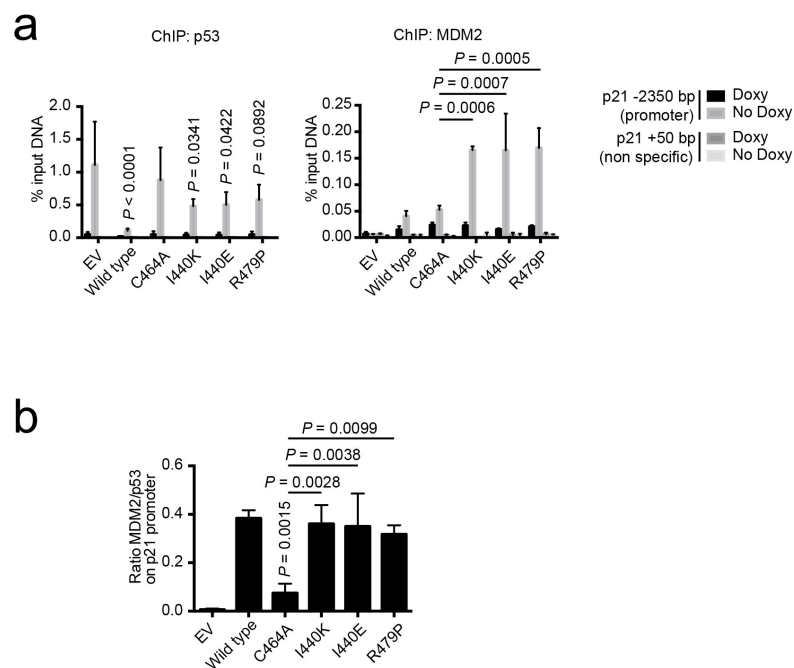 a
ChIP: p53
ChIP: MDM2
P = 0.0005
P = 0.0007
P = 0.0006
P < 0.0001
P = 0.0341
P = 0.0422
P = 0.0892
% input DNA
2.0
1.5
1.0
0.5
0.0
EV
Wild type
C464A
I440K
I440E
R479P
% input DNA
0.25
0.20
0.15
0.10
0.05
0.00
EV
Wild type
C464A
I440K
I440E
R479P
p21 -2350 bp
(promoter)
Doxy
No Doxy
p21 +50 bp
(non specific)
Doxy
No Doxy
b
P = 0.0099
P = 0.0038
P = 0.0028
P = 0.0015
Ratio MDM2/p53
on p21 promoter
0.6
0.4
0.2
0.0
EV
Wild type
C464A
I440K
I440E
R479P